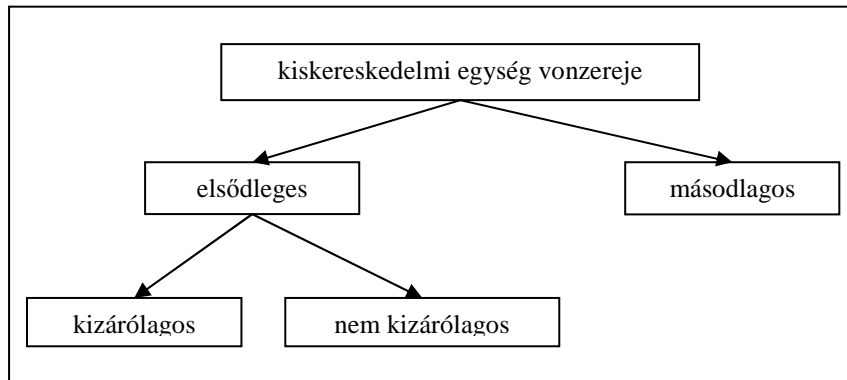 kiskereskedelmi egység vonzereje
elsődleges
másodlagos
kizárólagos
nem kizárólagos